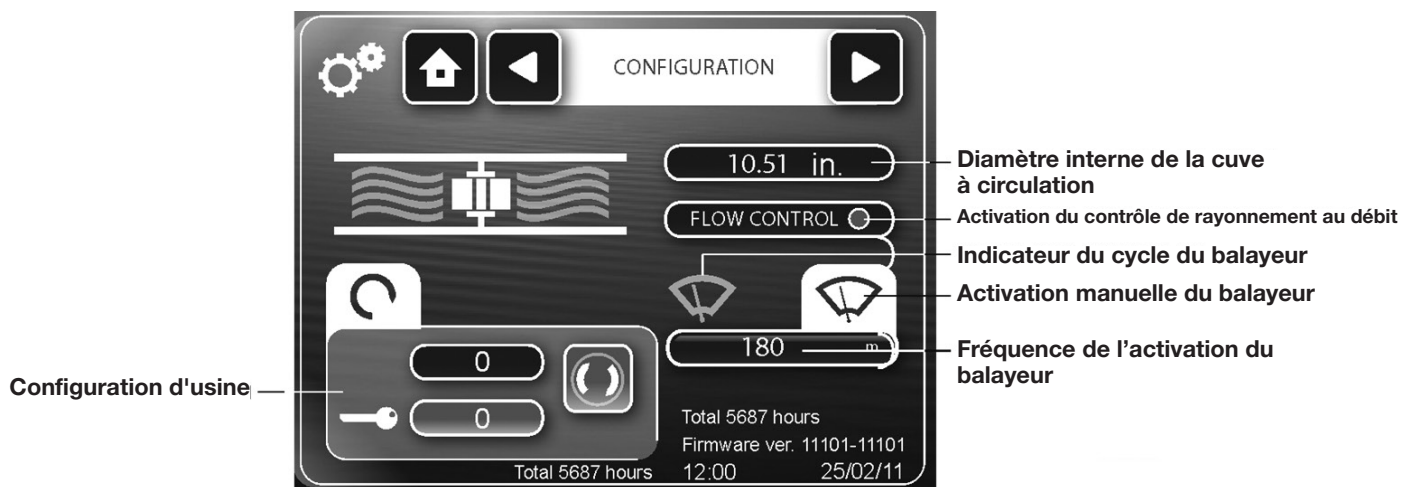 CONFIGURATION
10.51 in.
Diamètre interne de la cuve
à circulation
FLOW CONTROL
Activation du contrôle de rayonnement au débit
Indicateur du cycle du balayeur
Activation manuelle du balayeur
180 m
Fréquence de l'activation du
balayeur
0
Configuration d'usine
0
Total 5687 hours
Firmware ver. 11101-11101
Total 5687 hours
12:00
25/02/11